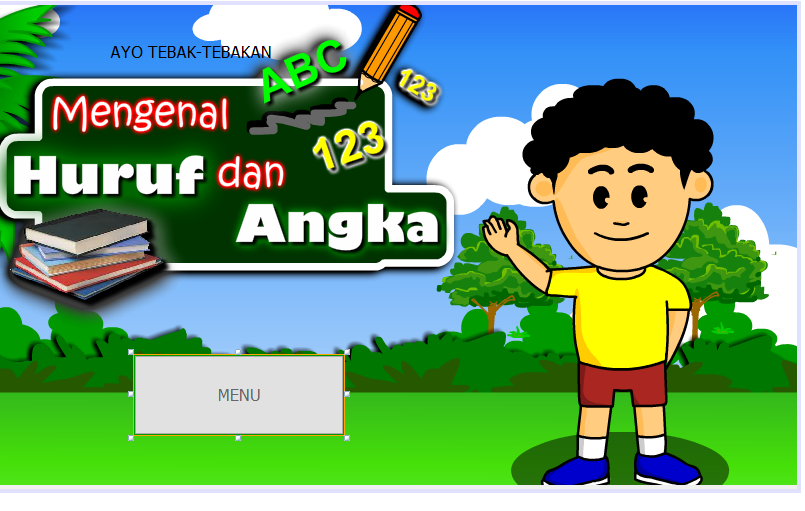 AYO TEBAK-TEBAKAN
ABC
123
Mengenal
123
Huruf dan
Angka
MENU